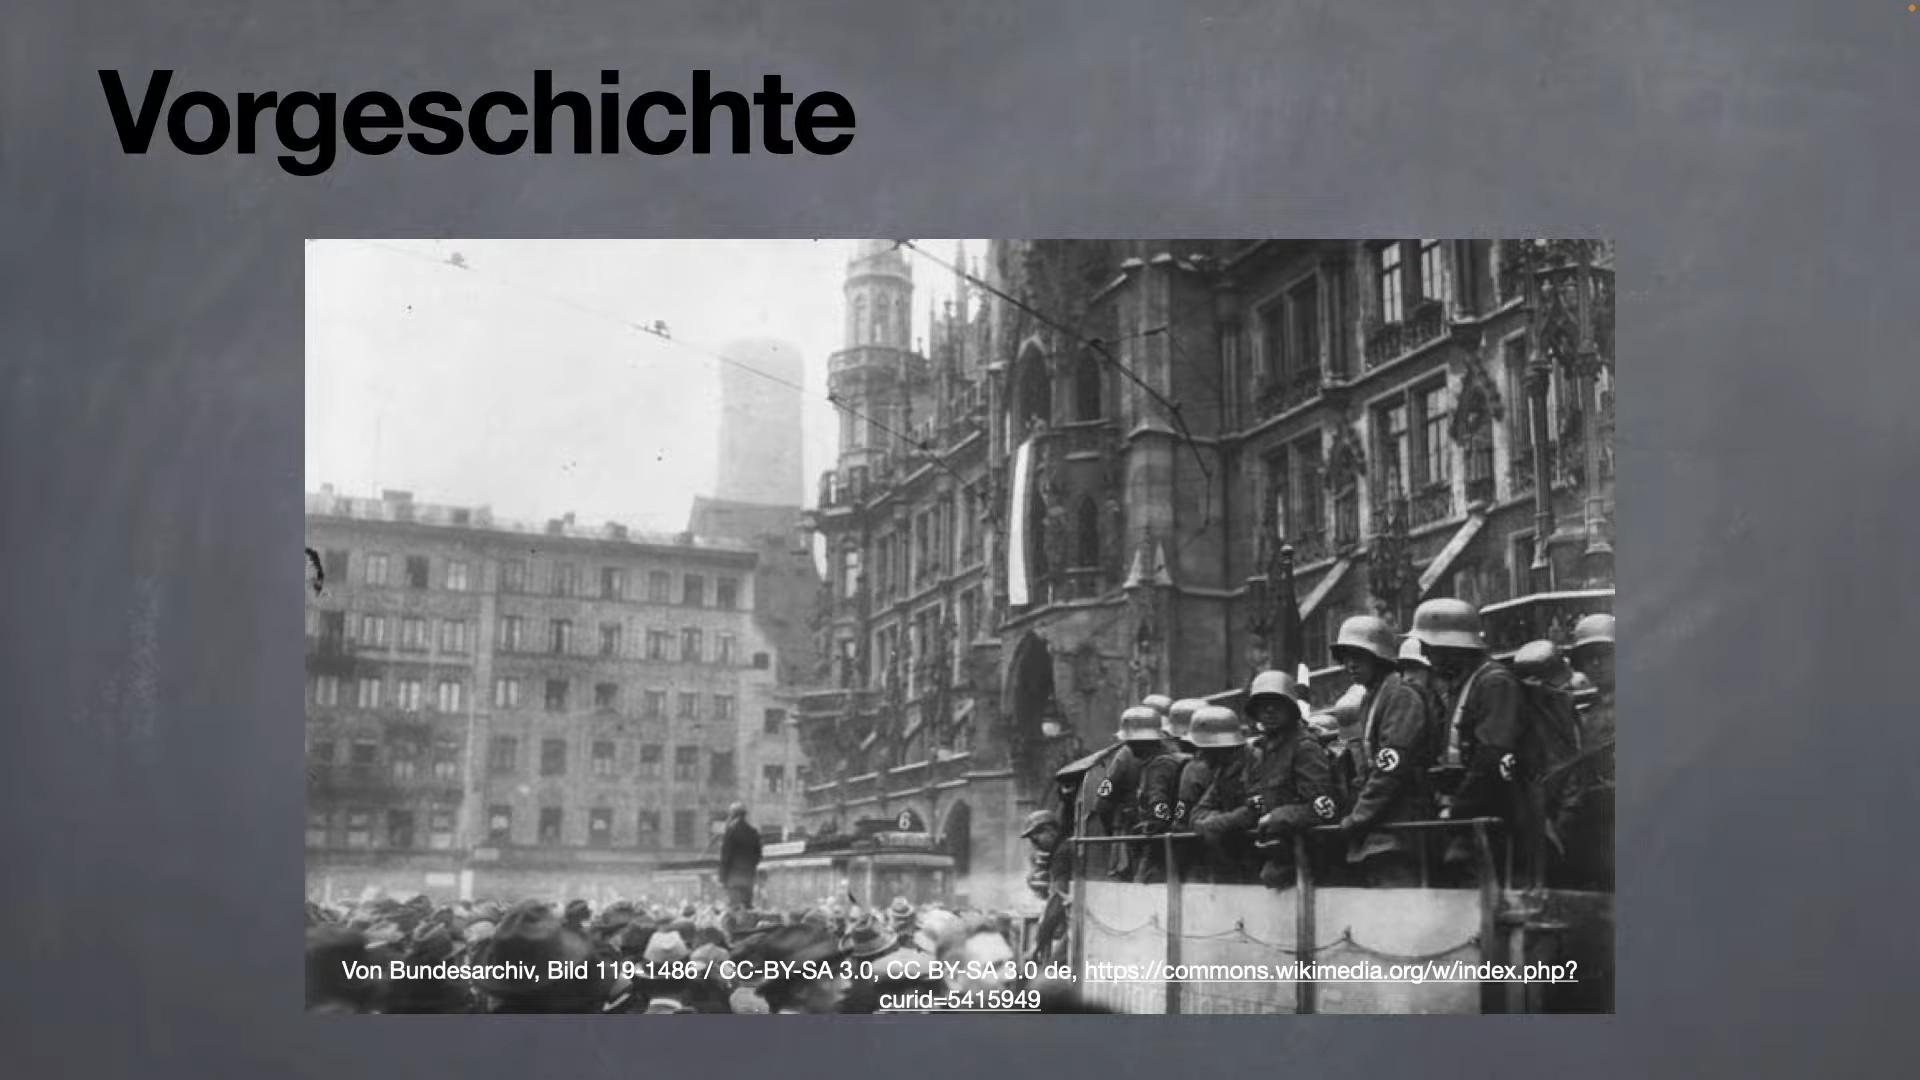 Vorgeschichte
6
Von Bundesarchiv, Bild 119-1486 / CC-BY-SA 3.0, CC BY-SA 3.0 de, https://commons.wikimedia.org/w/index.php?
curid=5415949